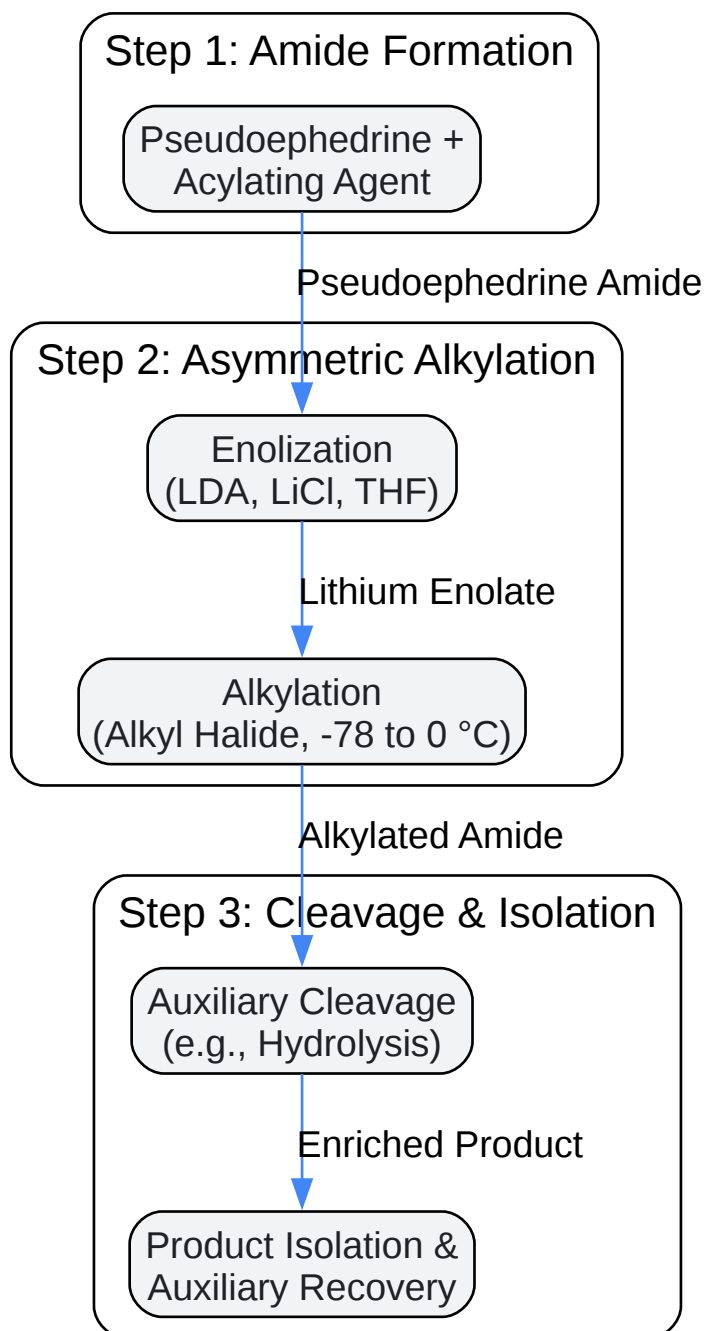 Step 1: Amide Formation
Pseudoephedrine +
Acylating Agent
Pseudoephedrine Amide
Step 2: Asymmetric Alkylation
Enolization
(LDA, LiCl, THF)
Lithium Enolate
Alkylation
(Alkyl Halide, -78 to 0 °C)
Alkylated Amide
Step 3: Cleavage & Isolation
Auxiliary Cleavage
(e.g., Hydrolysis)
Enriched Product
Product Isolation &
Auxiliary Recovery